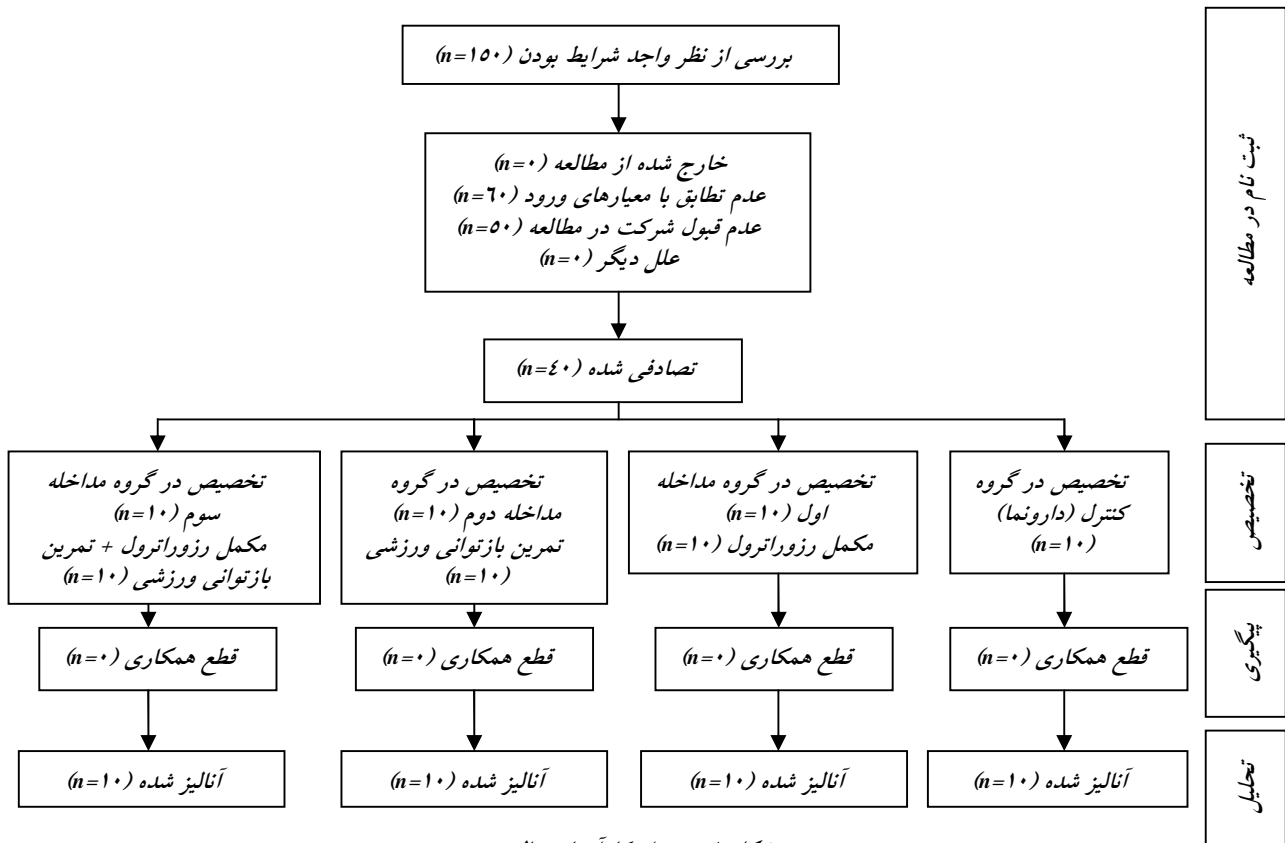 بررسی از نظر واجد شرایط بودن (n=۱۵۰)
خارج شده از مطالعه (n=۰)
عدم تطابق با معیارهای ورود (n=۶۰)
عدم قبول شرکت در مطالعه (n=۵۰)
علل دیگر (n=۰)
تصادفی شده (n=۴۰)
ثبت نام در مطالعه
تخصیص در گروه
کنترل (دارونما)
(n=۱۰)
تخصیص در گروه مداخله
اول (n=۱۰)
مکمل رزوراترول (n=۱۰)
تخصیص در گروه
مداخله دوم (n=۱۰)
تمرین بازتوانی ورزشی
(n=۱۰)
تخصیص در گروه مداخله
سوم (n=۱۰)
مکمل رزوراترول + تمرین
بازتوانی ورزشی (n=۱۰)
تخصیص
قطع همکاری (n=۰)
قطع همکاری (n=۰)
قطع همکاری (n=۰)
قطع همکاری (n=۰)
پیگیری
آنالیز شده (n=۱۰)
آنالیز شده (n=۱۰)
آنالیز شده (n=۱۰)
آنالیز شده (n=۱۰)
تحلیل